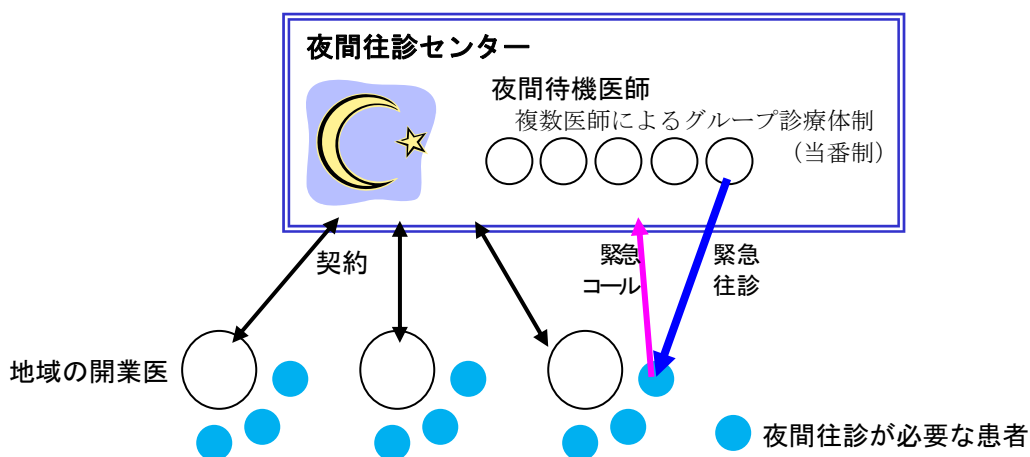 夜間往診センター
夜間待機医師
複数医師によるグループ診療体制
（当番制）
契約
緊急
コール
緊急
往診
地域の開業医
夜間往診が必要な患者